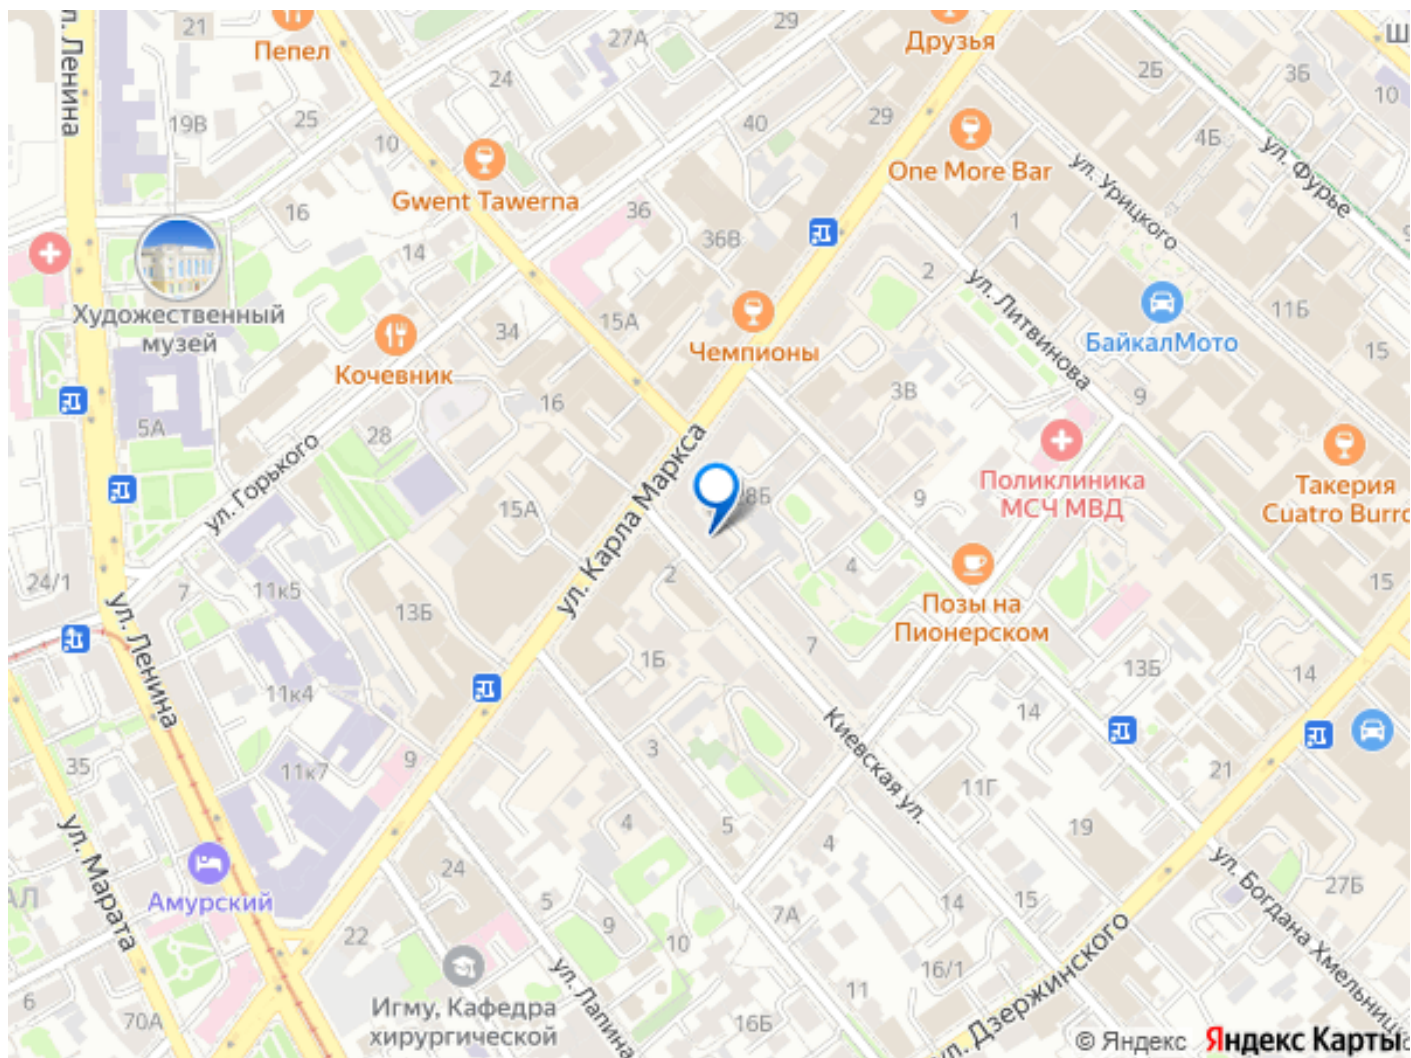 ул. Ленина
21
Пепел
27А
29
Друзья
24
2Б
3Б
10
19В
25
10
40
29
4Б
ул. Фурье
Gwent Tawerna
One More Bar
ул. Урицкого
16
14
36
36В
1
2
ул. Литвинова
11Б
Художественный
музей
34
15А
Чемпионы
БайкалМото
15
Кочевник
16
3В
9
5А
28
ул. Горького
15А
ул. Карла Маркса
8Б
9
Поликлиника
МСЧ МВД
Такерия
Cuatro Burro
24/1
7
11к5
13Б
2
4
Позы на
Пионерском
15
ул. Ленина
11к4
1Б
7
13Б
14
14
35
11к7
9
3
Киевская ул.
11Г
21
ул. Марата
24
4
5
4
19
ул. Богдана Хмельницк
27Б
Амурский
22
5
9
10
7А
14
15
16/1
11
ул. Лапина
Игму, Кафедра
хирургической
6
70А
16Б
ул. Дзержинского
© Яндекс Яндекс Карты